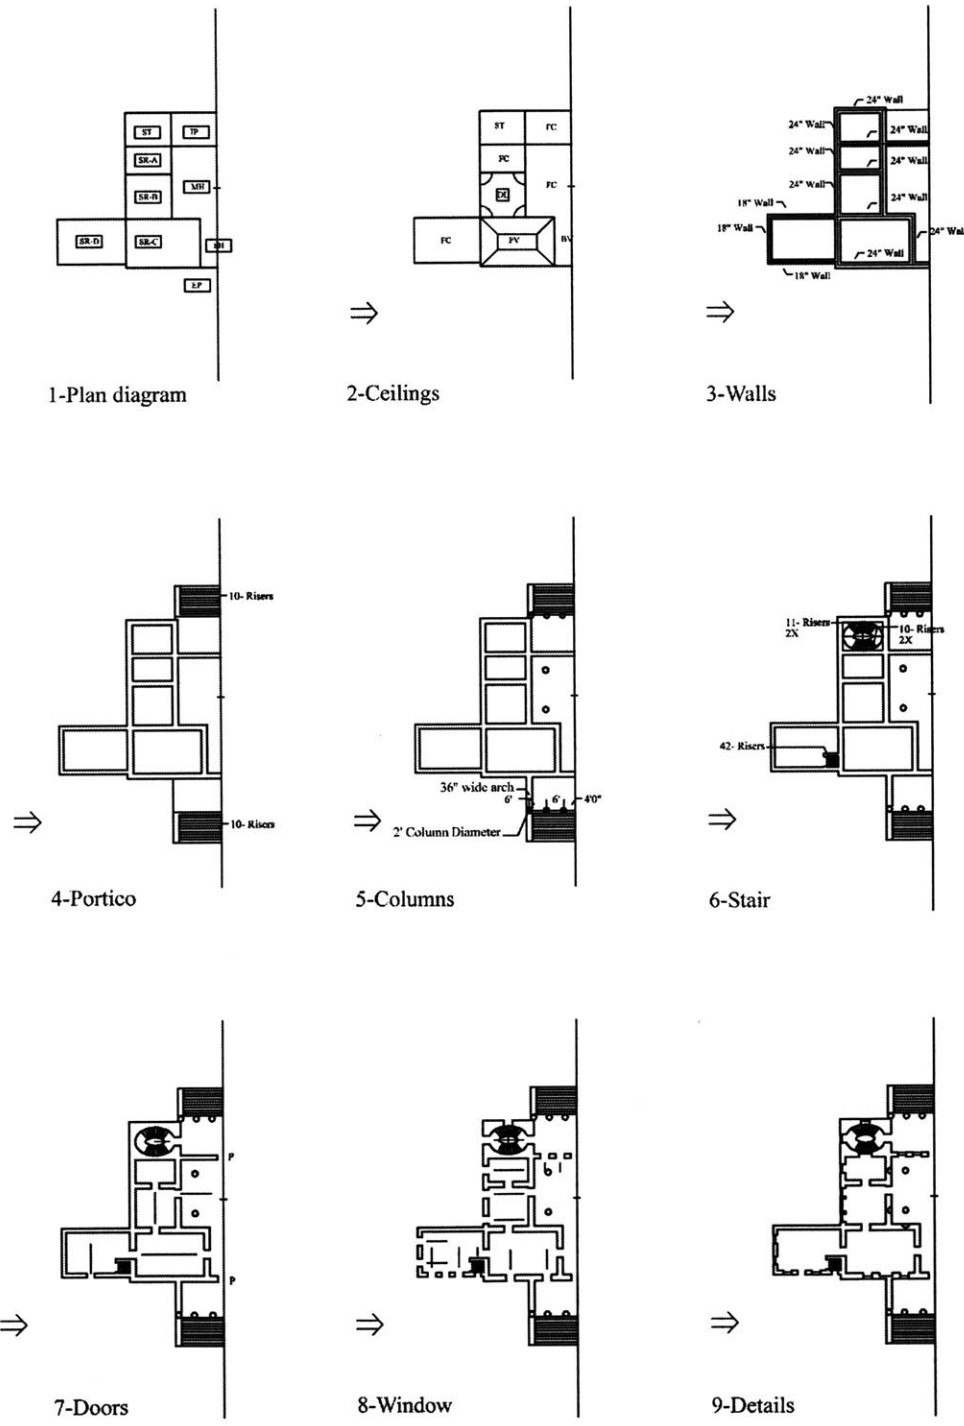 ST
IP
SR-A
MH
SR-B
SR-D
SR-C
EP
1-Plan diagram
ST
FC
FC
FC
FC
PV
2-Ceilings
24" Wall
24" Wall
24" Wall
24" Wall
24" Wall
24" Wall
24" Wall
18" Wall
18" Wall
24" Wal
24" Wall
18" Wall
3-Walls
10- Risers
10- Risers
4-Portico
36" wide arch
6'
6'
4'0"
2' Column Diameter
5-Columns
11- Risers
2X
10- Risers
2X
42- Risers
6-Stair
P
P
7-Doors
8-Window
9-Details